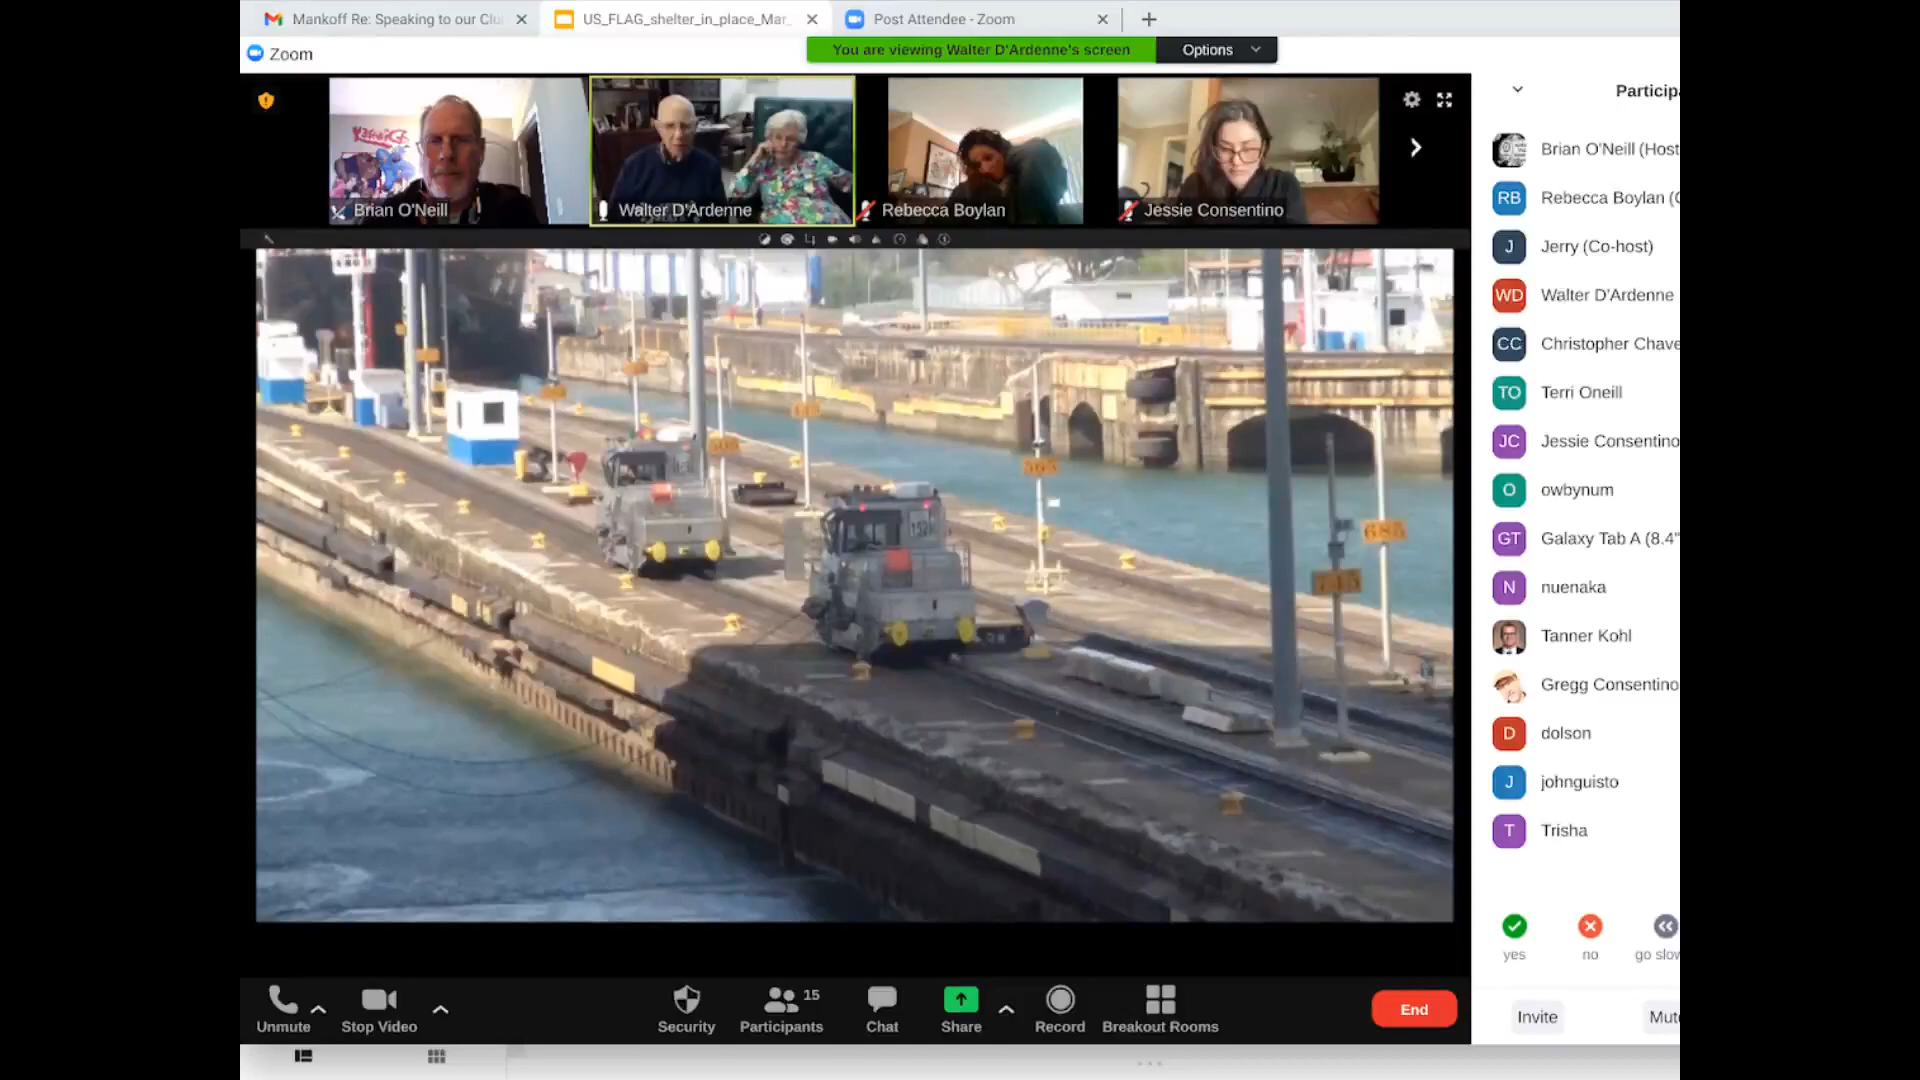 Mankoff Re: Speaking to our Clu
US_FLAG_shelter_in_place_Mar_
Post Attendee - Zoom
Zoom
You are viewing Walter D'Ardenne's screen
Options
Brian O'Neill
Walter D'Ardenne
Rebecca Boylan
Jessie Consentino
Particip
Brian O'Neill (Host
RB Rebecca Boylan (C
J Jerry (Co-host)
WD Walter D'Ardenne
CC Christopher Chave
TO Terri Oneill
JC Jessie Consentino
O owbynum
GT Galaxy Tab A (8.4"
N nuenaka
Tanner Kohl
Gregg Consentino
D dolson
J johnguisto
T Trisha
565
685
yes
no
go slow
Unmute
Stop Video
Security
Participants
15
Chat
Share
Record
Breakout Rooms
End
Invite
Mut